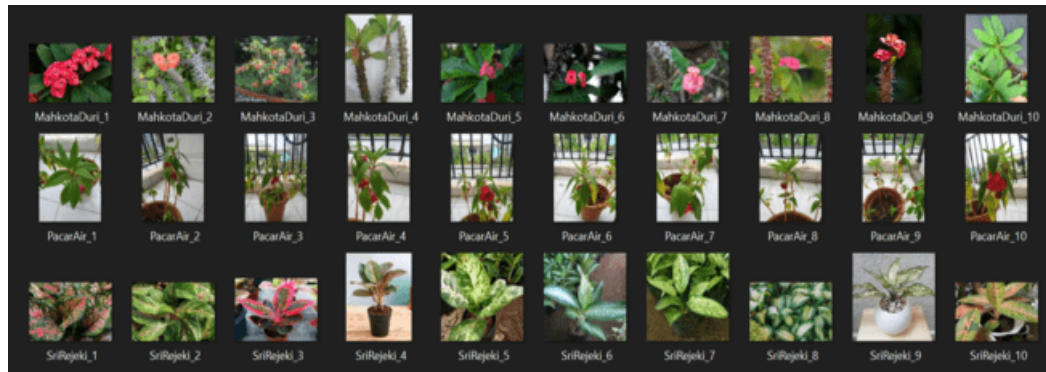 MahkotaDuri_1 MahkotaDuri_2 MahkotaDuri_3 MahkotaDuri_4 MahkotaDuri_5 MahkotaDuri_6 MahkotaDuri_7 MahkotaDuri_8 MahkotaDuri_9 MahkotaDuri_10
PacarAir_1 PacarAir_2 PacarAir_3 PacarAir_4 PacarAir_5 PacarAir_6 PacarAir_7 PacarAir_8 PacarAir_9 PacarAir_10
SriRejeki_1 SriRejeki_2 SriRejeki_3 SriRejeki_4 SriRejeki_5 SriRejeki_6 SriRejeki_7 SriRejeki_8 SriRejeki_9 SriRejeki_10